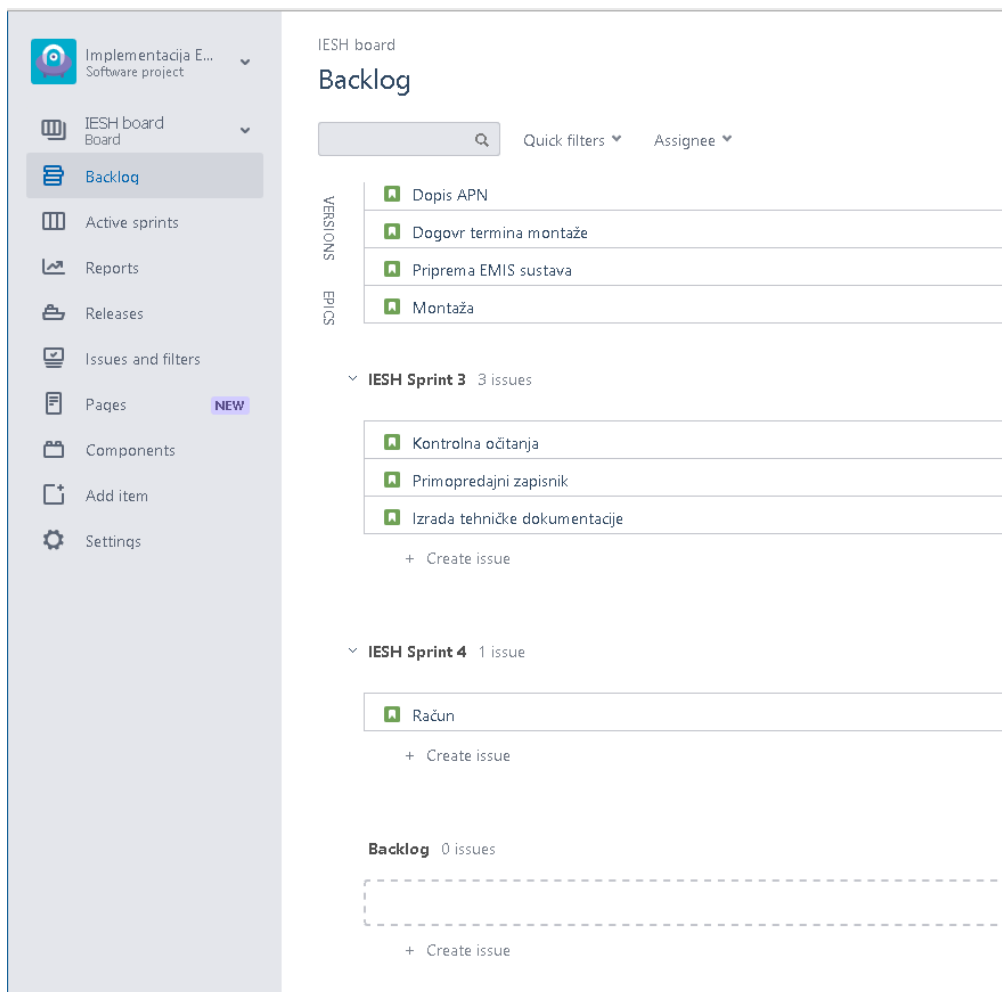 Implementacija E...
Software project
IESH board
Board
Backlog
Active sprints
Reports
Releases
Issues and filters
Pages NEW
Components
Add item
Settings
IESH board
Backlog
Quick filters Assignee
VERSIONS
EPICS
Dopis APN
Dogovr termina montaže
Priprema EMIS sustava
Montaža
IESH Sprint 3 3 issues
Kontrolna očitanja
Primopredajni zapisnik
Izrada tehničke dokumentacije
+ Create issue
IESH Sprint 4 1 issue
Račun
+ Create issue
Backlog 0 issues
+ Create issue